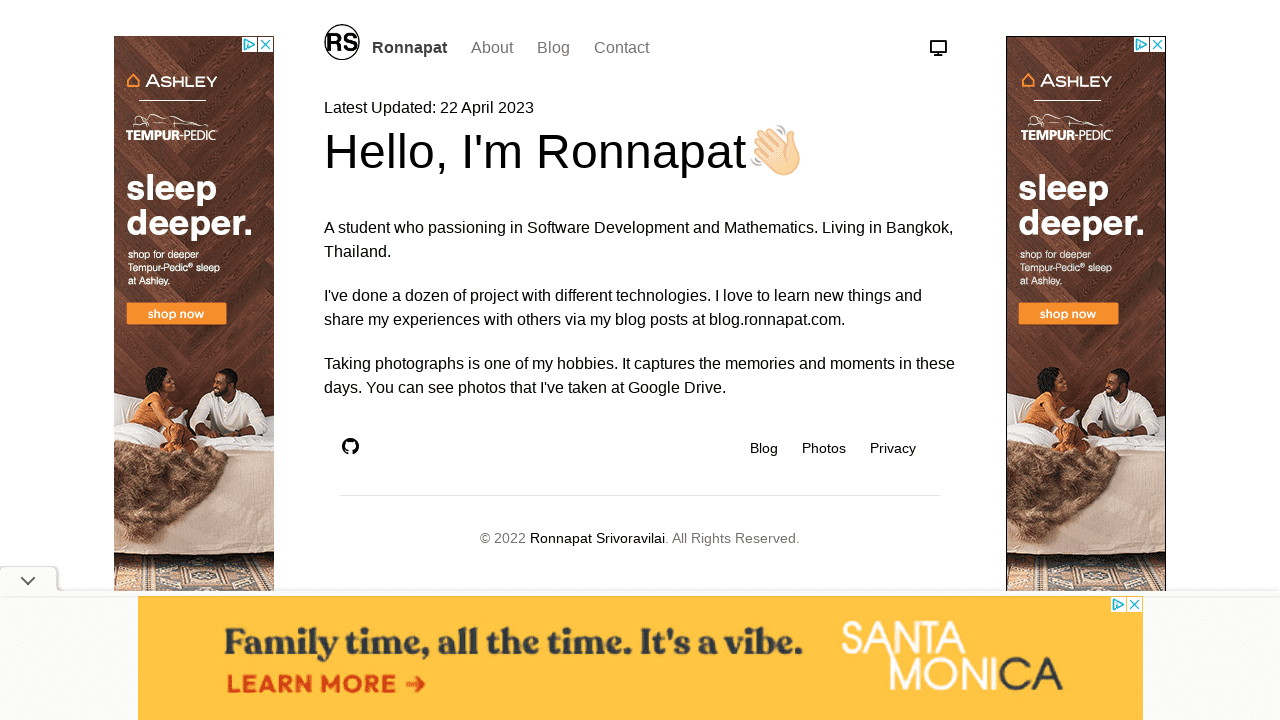 RS
Ronnapat About Blog Contact
Latest Updated: 22 April 2023
Hello, I'm Ronnapat👋🏻
A student who passioning in Software Development and Mathematics. Living in Bangkok,
Thailand.
I've done a dozen of project with different technologies. I love to learn new things and
share my experiences with others via my blog posts at blog.ronnapat.com.
Taking photographs is one of my hobbies. It captures the memories and moments in these
days. You can see photos that I've taken at Google Drive.
Blog Photos Privacy
© 2022 Ronnapat Srivoravilai. All Rights Reserved.
ASHLEY
TEMPUR-PEDIC
sleep
deeper.
shop for deeper
Tempur-Pedic® sleep
at Ashley.
shop now
ASHLEY
TEMPUR-PEDIC
sleep
deeper.
shop for deeper
Tempur-Pedic® sleep
at Ashley.
shop now
Family time, all the time. It's a vibe.
LEARN MORE →
SANTA
MONICA